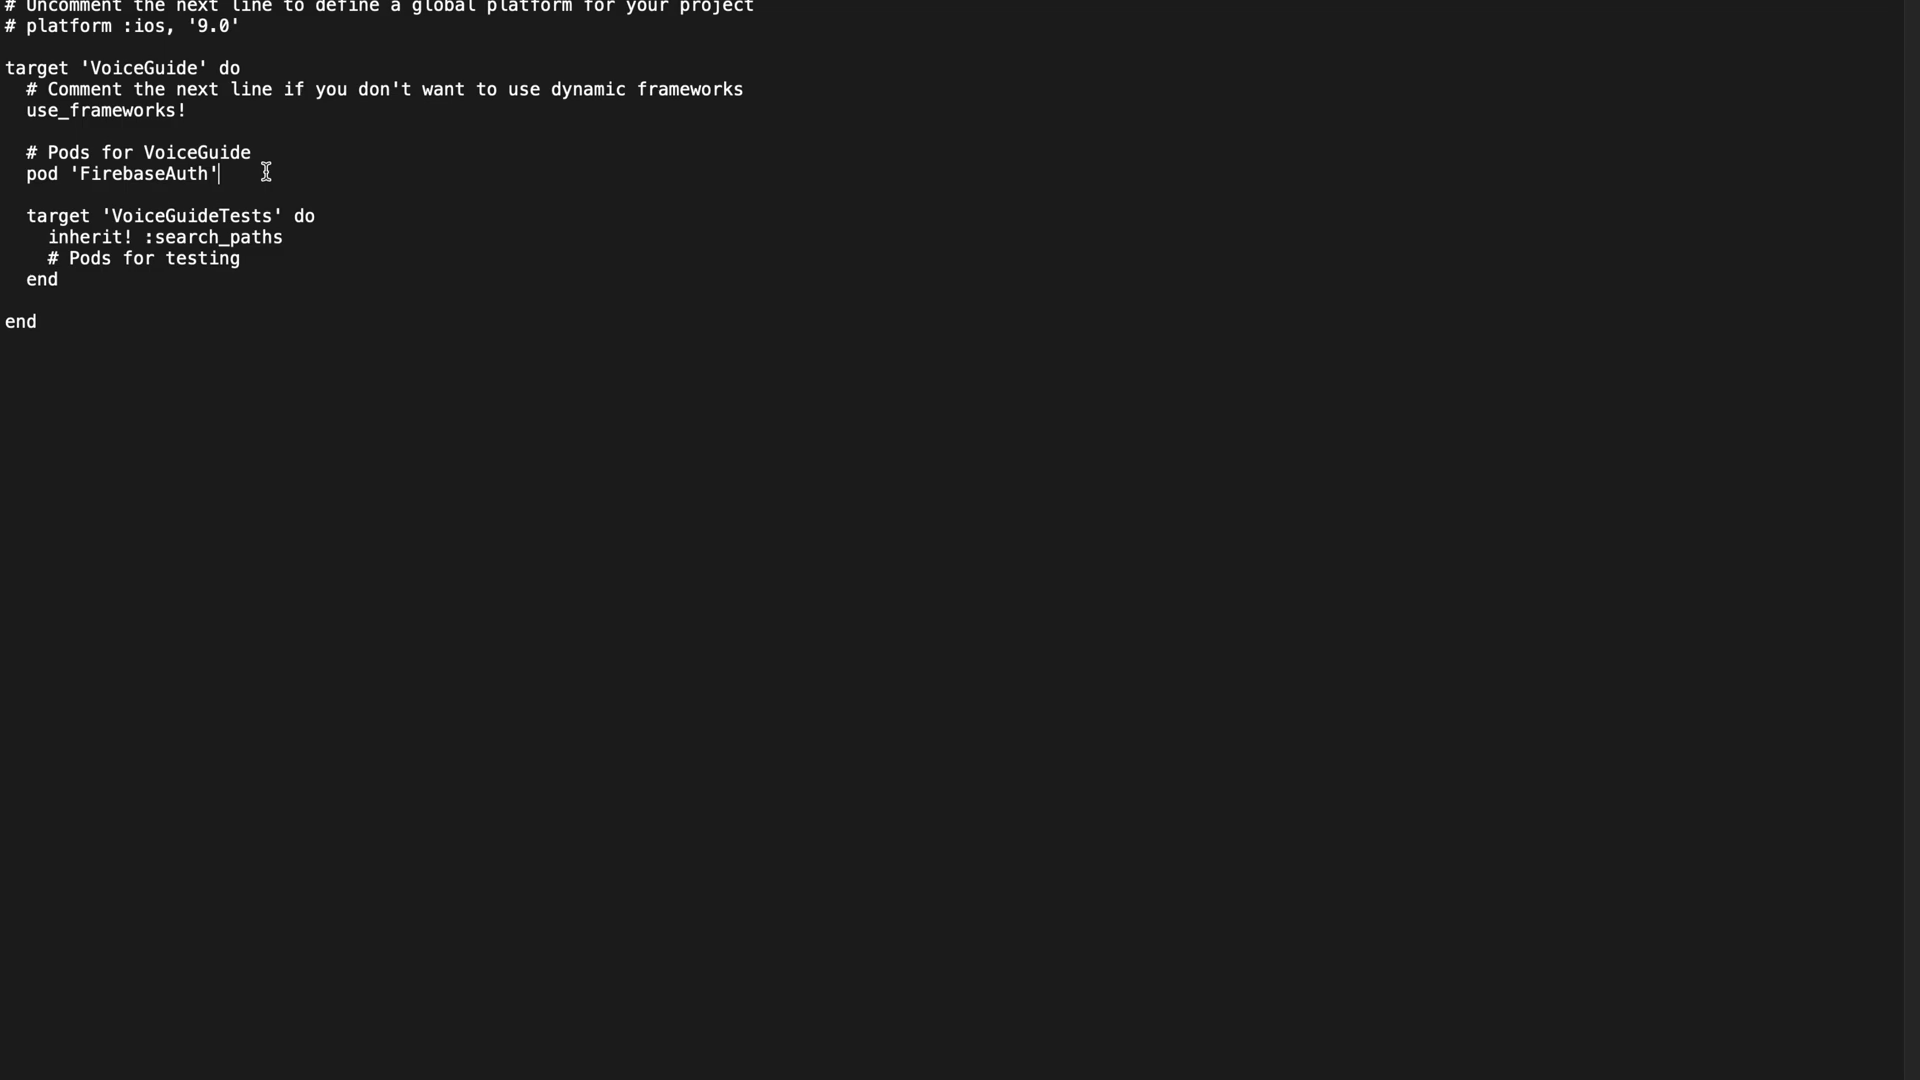 # Uncomment the next line to define a global platform for your project
# platform :ios, '9.0'
target 'VoiceGuide' do
# Comment the next line if you don't want to use dynamic frameworks
use_frameworks!
# Pods for VoiceGuide
pod 'FirebaseAuth'
target 'VoiceGuideTests' do
inherit! :search_paths
# Pods for testing
end
end